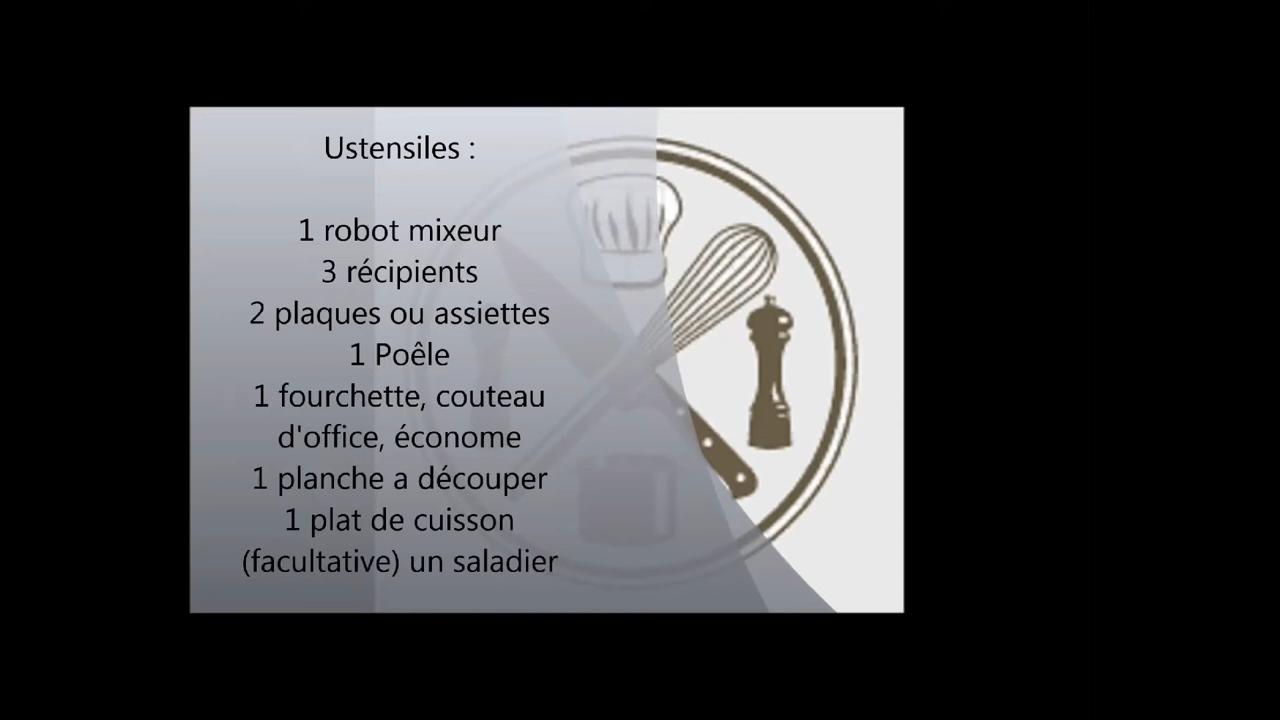 Ustensiles :
1 robot mixeur
3 récipients
2 plaques ou assiettes
1 Poêle
1 fourchette, couteau
d'office, économe
1 planche a découper
1 plat de cuisson
(facultative) un saladier